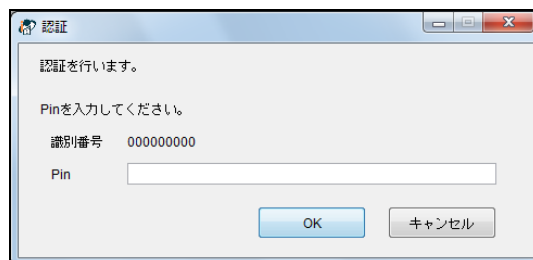 認証
認証を行います。
Pinを入力してください。
識別番号 000000000
Pin
OK キャンセル